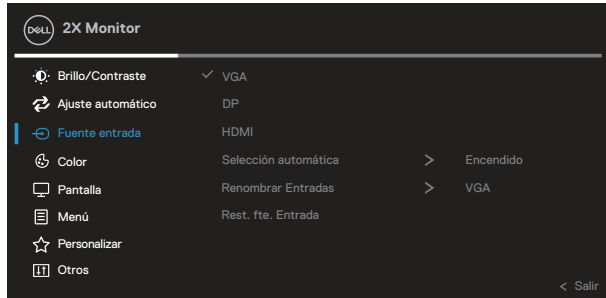 DELL 2X Monitor
Brillo/Contraste ✓ VGA
Ajuste automático DP
Fuente entrada HDMI
Color Selección automática > Encendido
Pantalla Renombrar Entradas > VGA
Menú Rest. fte. Entrada
Personalizar
Otros
< Salir